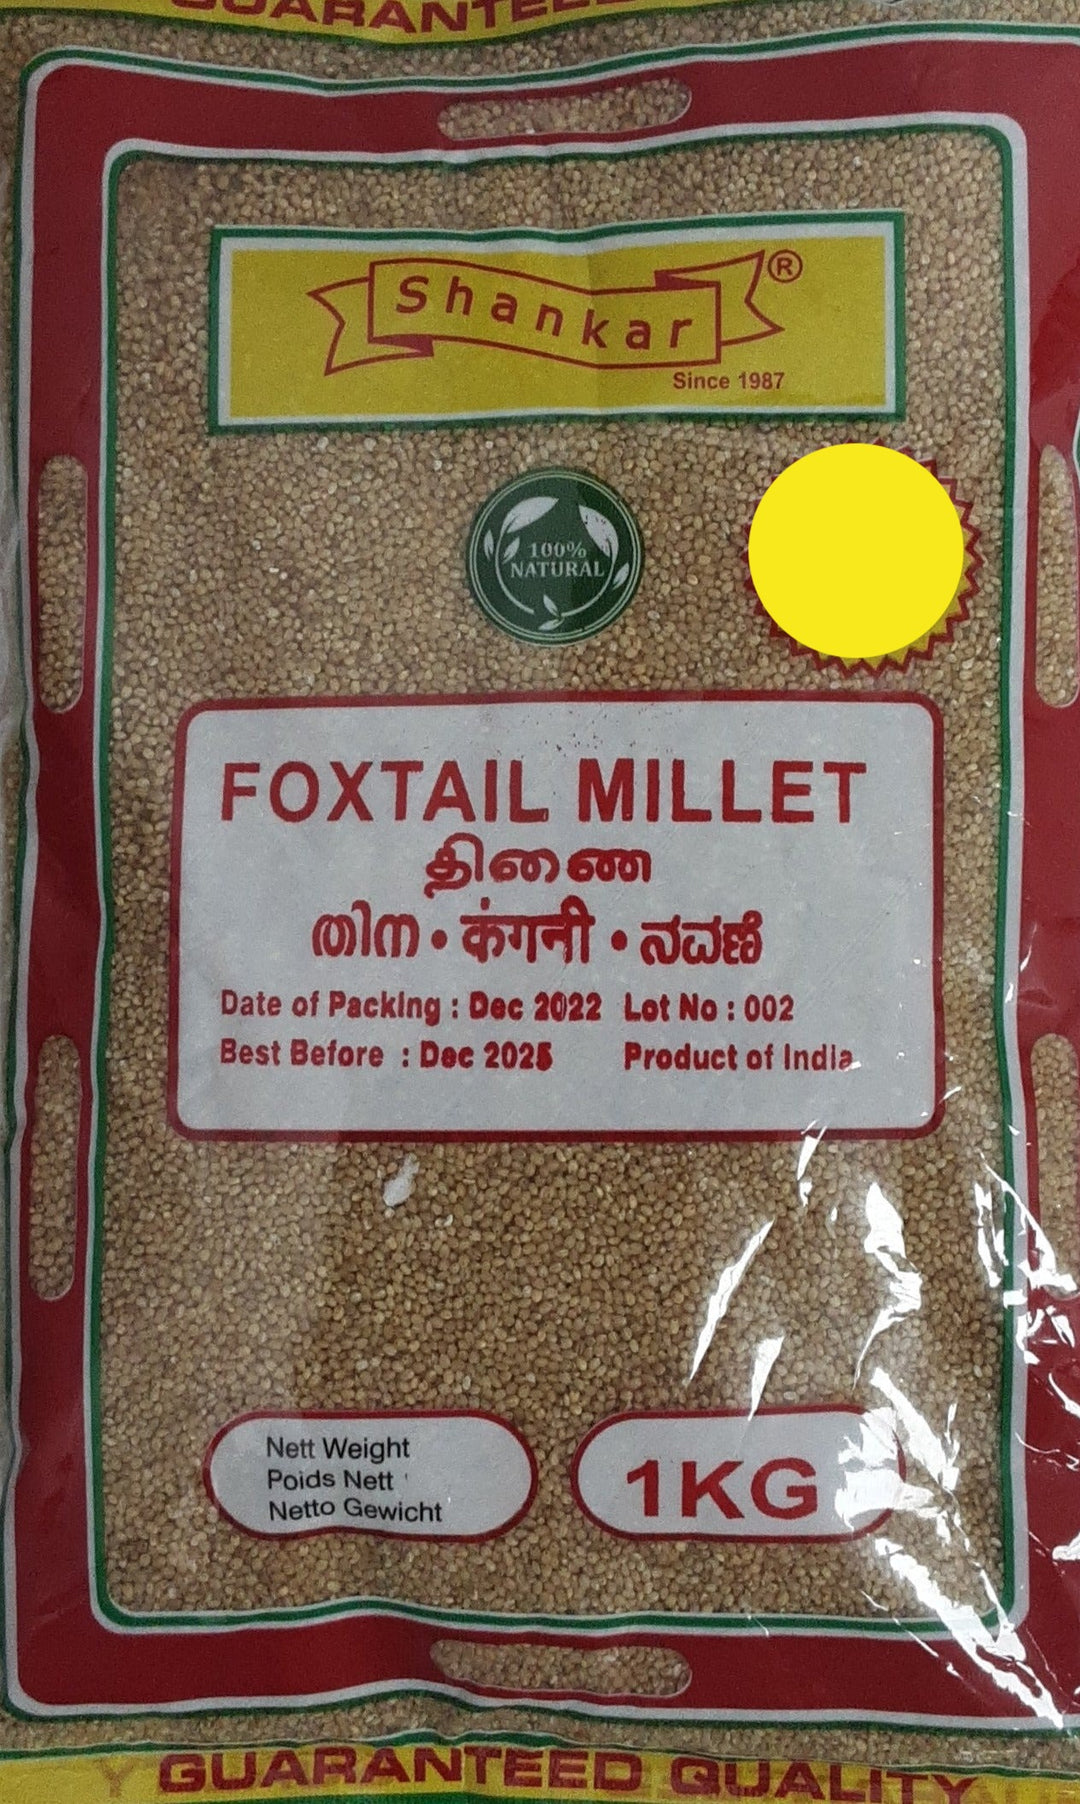 GUARANTEED
Shankar ®
Since 1987
100%
NATURAL
FOXTAIL MILLET
திணை
തിന • कंगनी • ನವಣೆ
Date of Packing : Dec 2022 Lot No : 002
Best Before : Dec 2025 Product of India
Nett Weight
Poids Nett
Netto Gewicht
1KG
GUARANTEED QUALITY